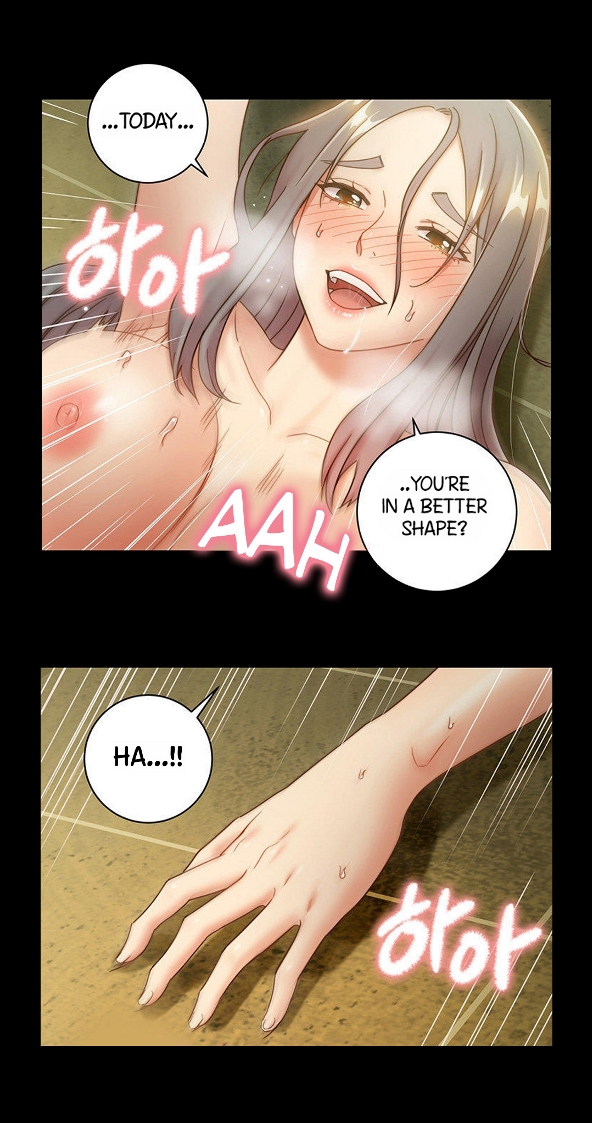 ...TODAY...
하아
..YOU'RE
IN A BETTER
SHAPE?
AAH
HA...!!
하아